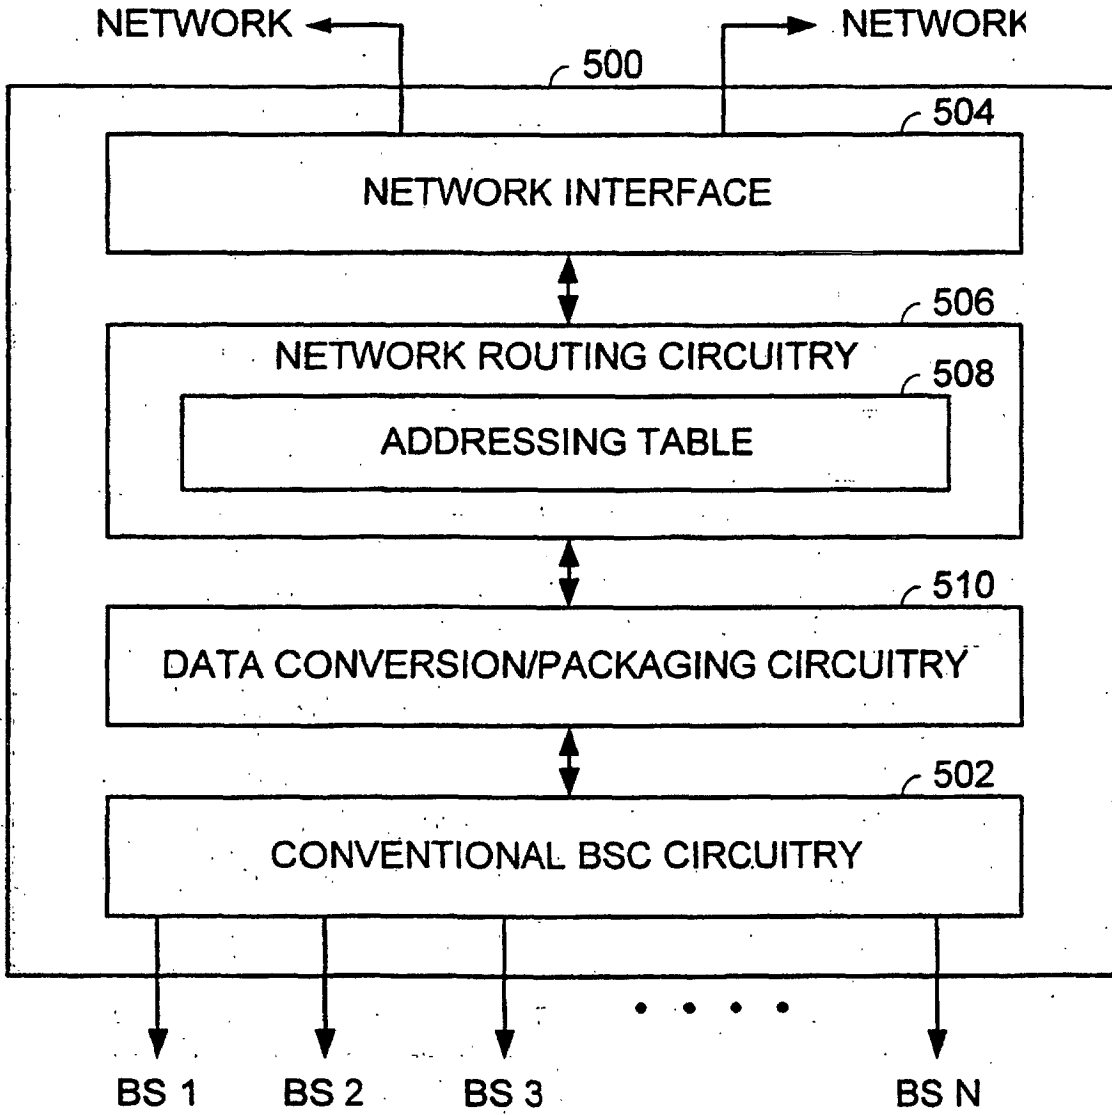 NETWORK NETWORK
500
504
NETWORK INTERFACE
506
NETWORK ROUTING CIRCUITRY
508
ADDRESSING TABLE
510
DATA CONVERSION/PACKAGING CIRCUITRY
502
CONVENTIONAL BSC CIRCUITRY
BS 1 BS 2 BS 3 BS N